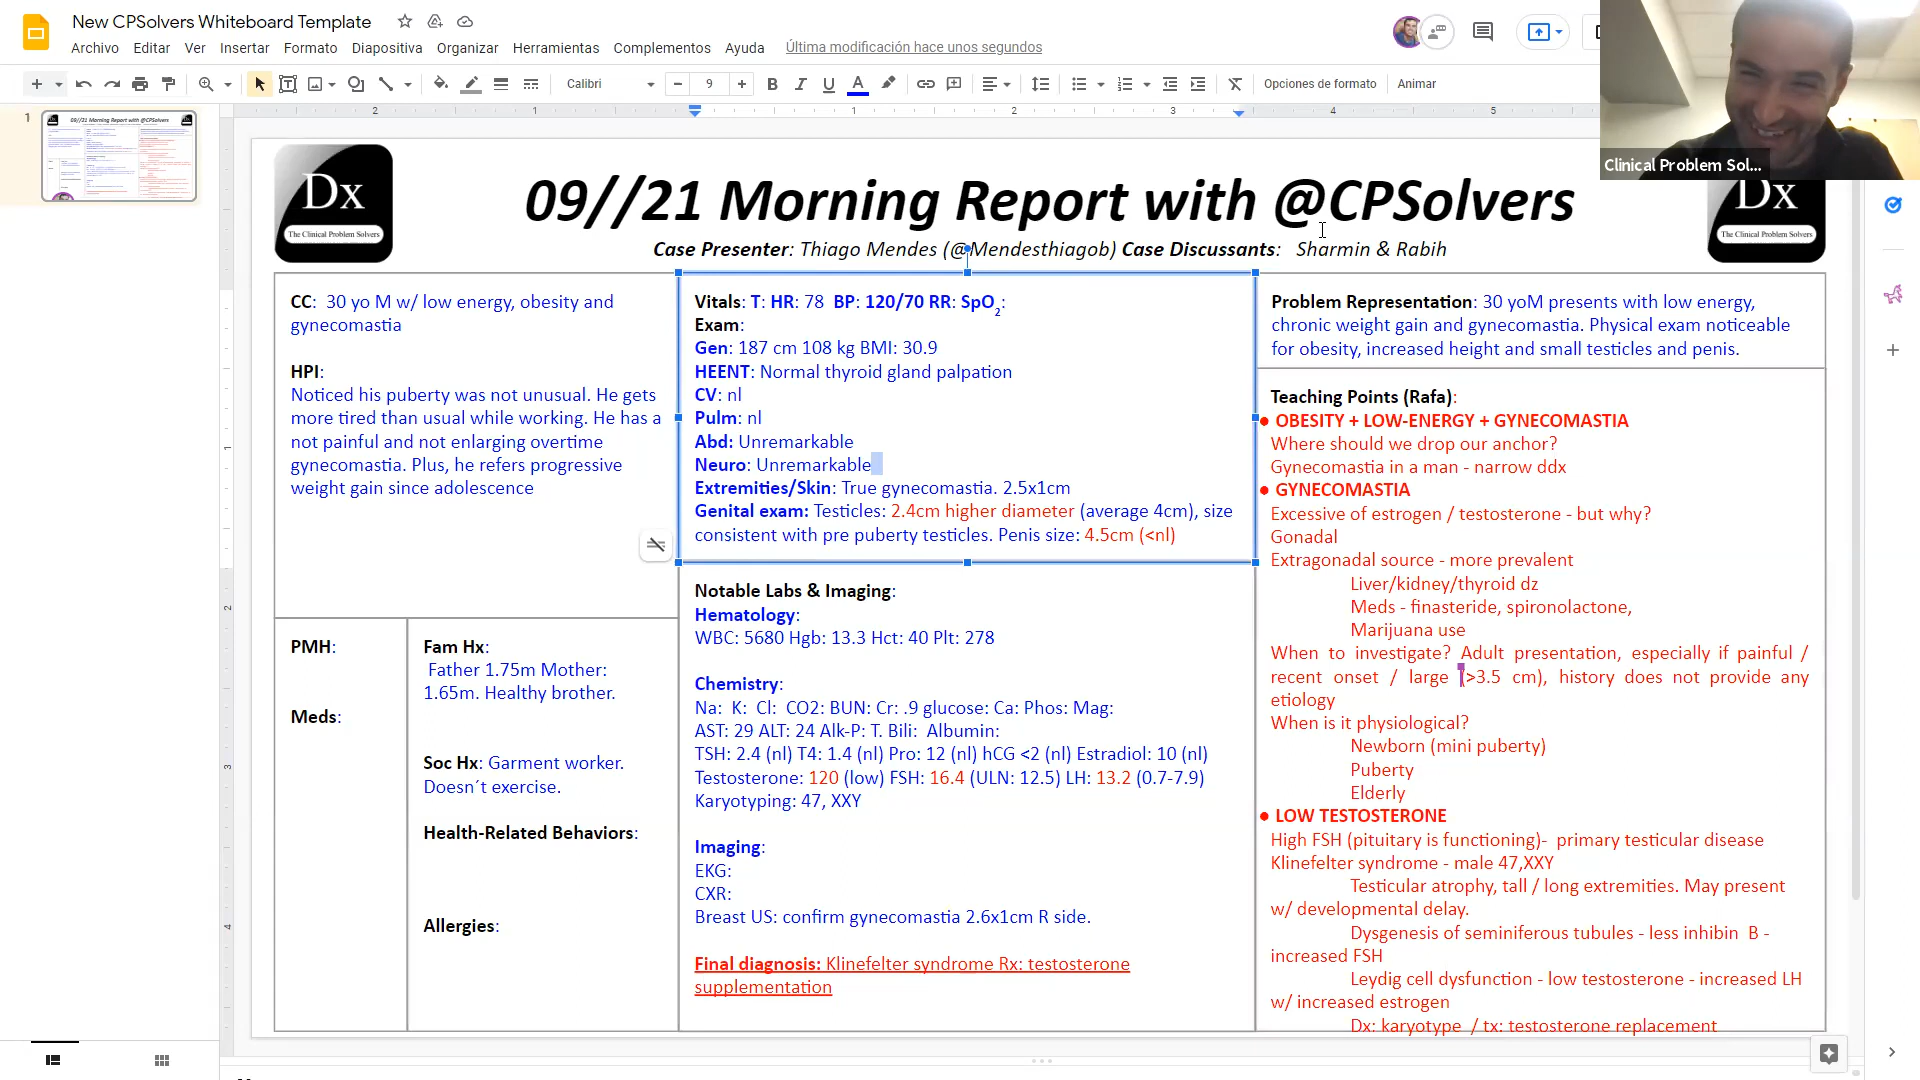 New CPSolvers Whiteboard Template
Archivo Editar Ver Insertar Formato Diapositiva Organizar Herramientas Complementos Ayuda Última modificación hace unos segundos
Calibri 9 Opciones de formato Animar
2 1 1 2 3 4 5
1
Clinical Problem Sol...
Dx
The Clinical Problem Solvers
09//21 Morning Report with @CPSolvers
Case Presenter: Thiago Mendes (@Mendesthiagob) Case Discussants: Sharmin & Rabih
Dx
The Clinical Problem Solvers
CC: 30 yo M w/ low energy, obesity and
gynecomastia
HPI:
Noticed his puberty was not unusual. He gets
more tired than usual while working. He has a
not painful and not enlarging overtime
gynecomastia. Plus, he refers progressive
weight gain since adolescence
PMH:
Meds:
Fam Hx:
Father 1.75m Mother:
1.65m. Healthy brother.
Soc Hx: Garment worker.
Doesn´t exercise.
Health-Related Behaviors:
Allergies:
Vitals: T: HR: 78 BP: 120/70 RR: SpO2:
Exam:
Gen: 187 cm 108 kg BMI: 30.9
HEENT: Normal thyroid gland palpation
CV: nl
Pulm: nl
Abd: Unremarkable
Neuro: Unremarkable
Extremities/Skin: True gynecomastia. 2.5x1cm
Genital exam: Testicles: 2.4cm higher diameter (average 4cm), size
consistent with pre puberty testicles. Penis size: 4.5cm (<nl)
Notable Labs & Imaging:
Hematology:
WBC: 5680 Hgb: 13.3 Hct: 40 Plt: 278
Chemistry:
Na: K: Cl: CO2: BUN: Cr: .9 glucose: Ca: Phos: Mag:
AST: 29 ALT: 24 Alk-P: T. Bili: Albumin:
TSH: 2.4 (nl) T4: 1.4 (nl) Pro: 12 (nl) hCG <2 (nl) Estradiol: 10 (nl)
Testosterone: 120 (low) FSH: 16.4 (ULN: 12.5) LH: 13.2 (0.7-7.9)
Karyotyping: 47, XXY
Imaging:
EKG:
CXR:
Breast US: confirm gynecomastia 2.6x1cm R side.
Final diagnosis: Klinefelter syndrome Rx: testosterone
supplementation
Problem Representation: 30 yoM presents with low energy,
chronic weight gain and gynecomastia. Physical exam noticeable
for obesity, increased height and small testicles and penis.
Teaching Points (Rafa):
● OBESITY + LOW-ENERGY + GYNECOMASTIA
Where should we drop our anchor?
Gynecomastia in a man - narrow ddx
● GYNECOMASTIA
Excessive of estrogen / testosterone - but why?
Gonadal
Extragonadal source - more prevalent
Liver/kidney/thyroid dz
Meds - finasteride, spironolactone,
Marijuana use
When to investigate? Adult presentation, especially if painful /
recent onset / large (>3.5 cm), history does not provide any
etiology
When is it physiological?
Newborn (mini puberty)
Puberty
Elderly
● LOW TESTOSTERONE
High FSH (pituitary is functioning)- primary testicular disease
Klinefelter syndrome - male 47,XXY
Testicular atrophy, tall / long extremities. May present
w/ developmental delay.
Dysgenesis of seminiferous tubules - less inhibin B -
increased FSH
Leydig cell dysfunction - low testosterone - increased LH
w/ increased estrogen
Dx: karyotype / tx: testosterone replacement